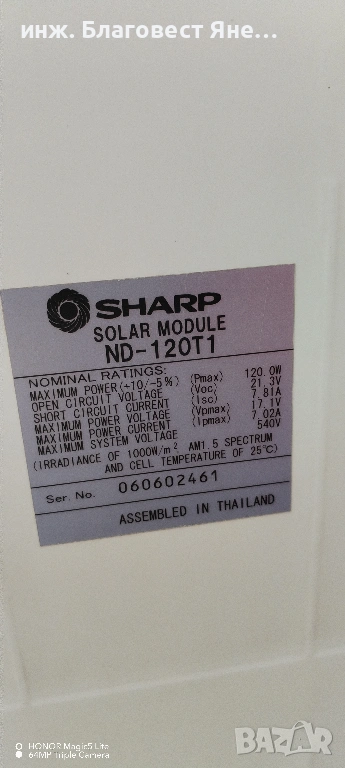 инж. Благовест Яне...
SHARP
SOLAR MODULE
ND-120T1
NOMINAL RATINGS:
MAXIMUM POWER (+10/-5%) (Pmax) 120.0W
OPEN CIRCUIT VOLTAGE (Voc) 21.3V
SHORT CIRCUIT CURRENT (Isc) 7.81A
MAXIMUM POWER VOLTAGE (Vpmax) 17.1V
MAXIMUM POWER CURRENT (Ipmax) 7.02A
MAXIMUM SYSTEM VOLTAGE 540V
(IRRADIANCE OF 1000W/m² AM1.5 SPECTRUM
AND CELL TEMPERATURE OF 25℃)
Ser. No. 060602461
ASSEMBLED IN THAILAND
HONOR Magic5 Lite
64MP Triple Camera
BAZAR